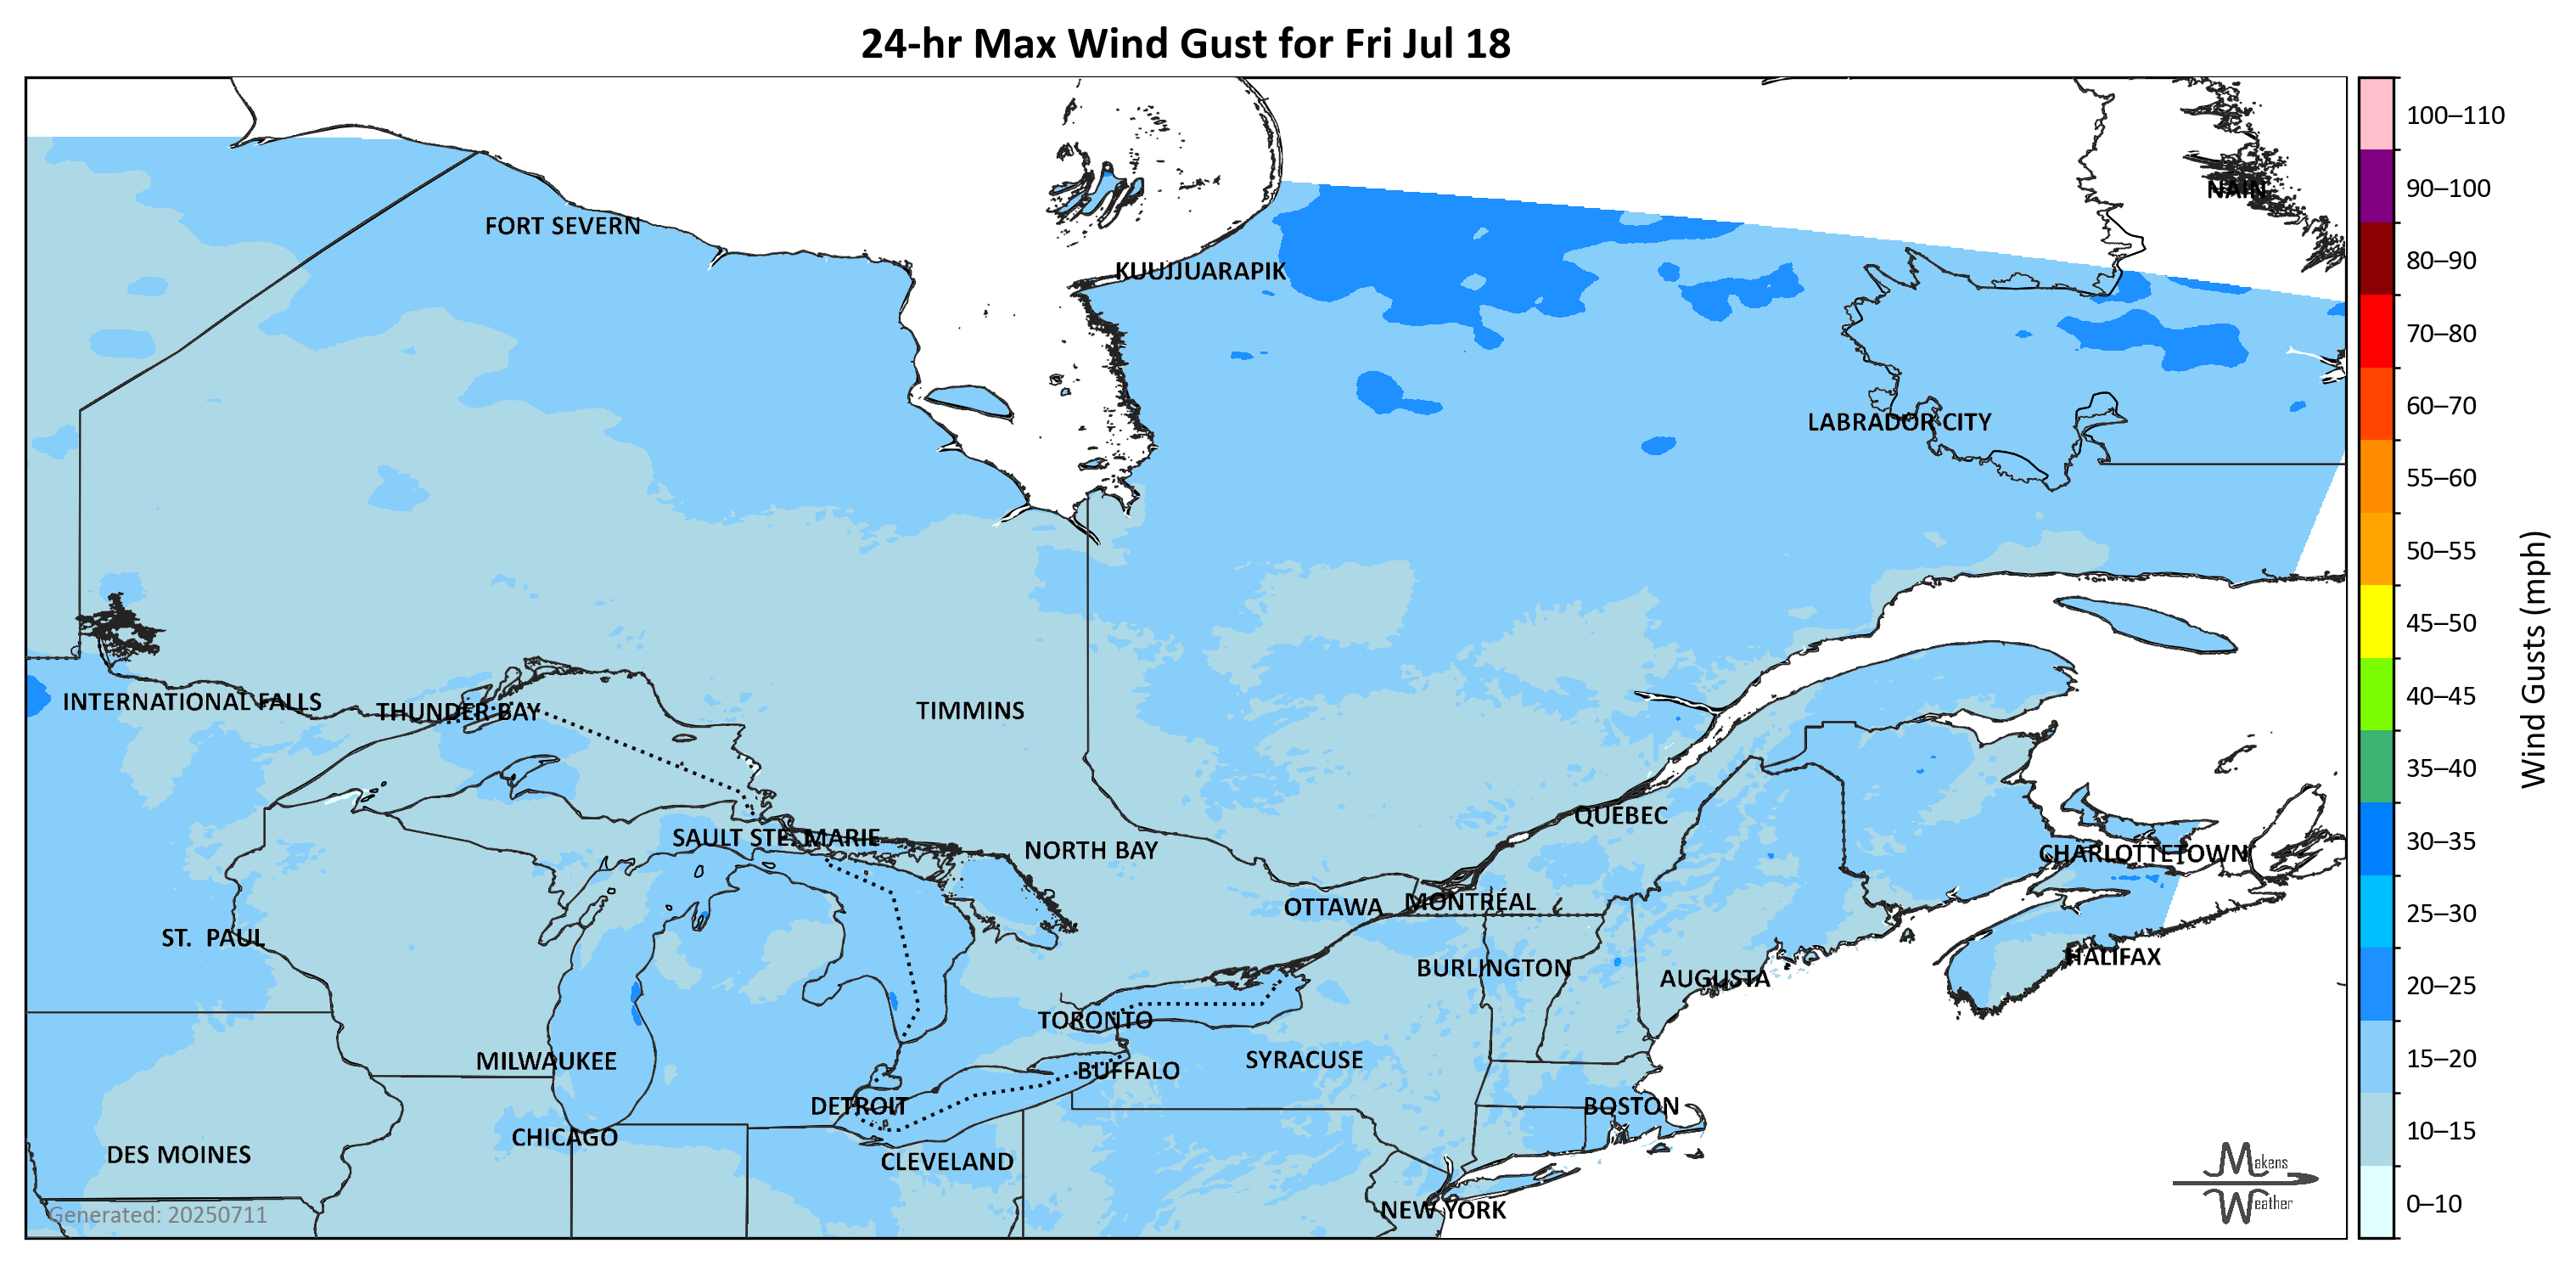 24-hr Max Wind Gust for Fri Jul 18
100–110
90–100
NAIN
FORT SEVERN
80–90
KUUJJUARAPIK
70–80
60–70
LABRADOR CITY
55–60
50–55
45–50
Wind Gusts (mph)
40–45
INTERNATIONAL FALLS
THUNDER BAY
TIMMINS
35–40
QUEBEC
30–35
SAULT STE. MARIE
NORTH BAY
CHARLOTTETOWN
OTTAWA
MONTRÉAL
25–30
ST. PAUL
HALIFAX
BURLINGTON
AUGUSTA
20–25
TORONTO
MILWAUKEE
SYRACUSE
BUFFALO
15–20
DETROIT
BOSTON
10–15
CHICAGO
DES MOINES
CLEVELAND
Makens
Weather
NEW YORK
0–10
Generated: 20250711